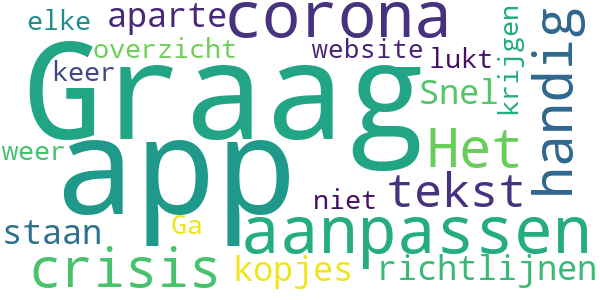 elke aparte corona
overzicht website lukt
keer Graag Snel krijgen handig
weer app Het
niet tekst
staan Ga aanpassen
crisis kopjes richtlijnen